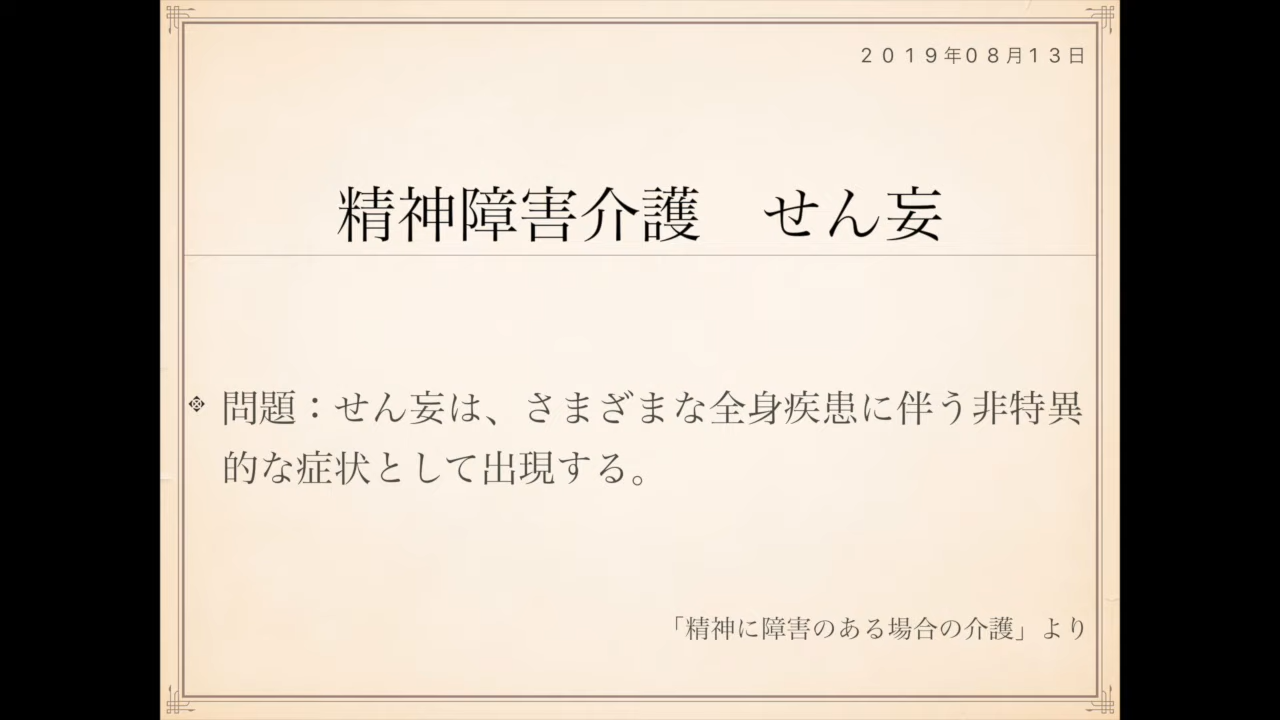 ２０１９年０８月１３日
精神障害介護　せん妄
問題：せん妄は、さまざまな全身疾患に伴う非特異
的な症状として出現する。
「精神に障害のある場合の介護」より